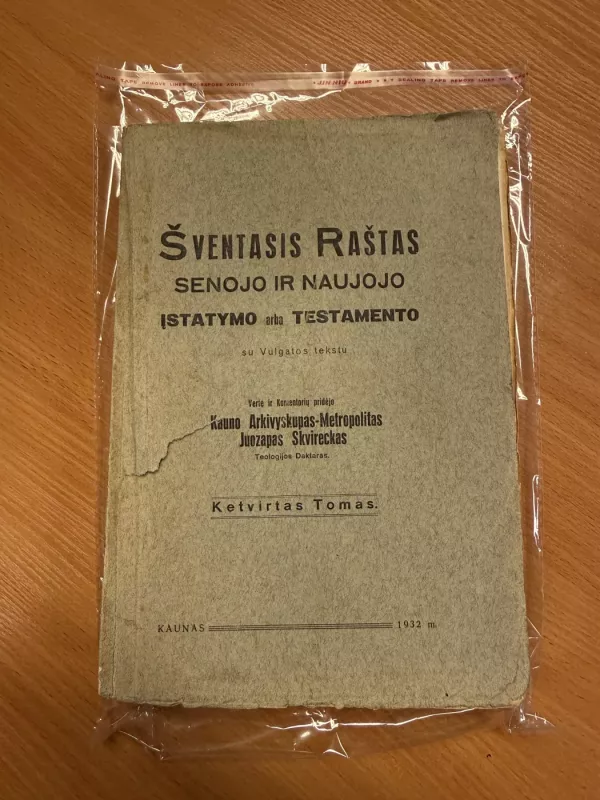 ŠVENTASIS RAŠTAS
SENOJO IR NAUJOJO
ĮSTATYMO arba TESTAMENTO
su Vulgatos tekstu
Vertė ir Komentorių pridėjo
Kauno Arkivyskupas-Metropolitas
Juozapas Skvireckas
Teologijos Daktaras.
Ketvirtas Tomas.
KAUNAS 1932 m.